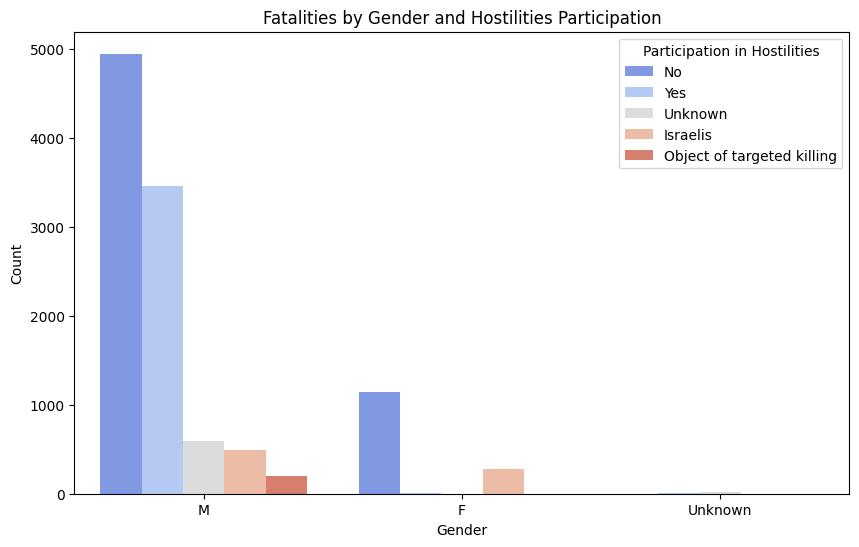 Fatalities by Gender and Hostilities Participation
Participation in Hostilities
No
Yes
Unknown
Israelis
Object of targeted killing
Count
5000
4000
3000
2000
1000
0
M
F
Unknown
Gender